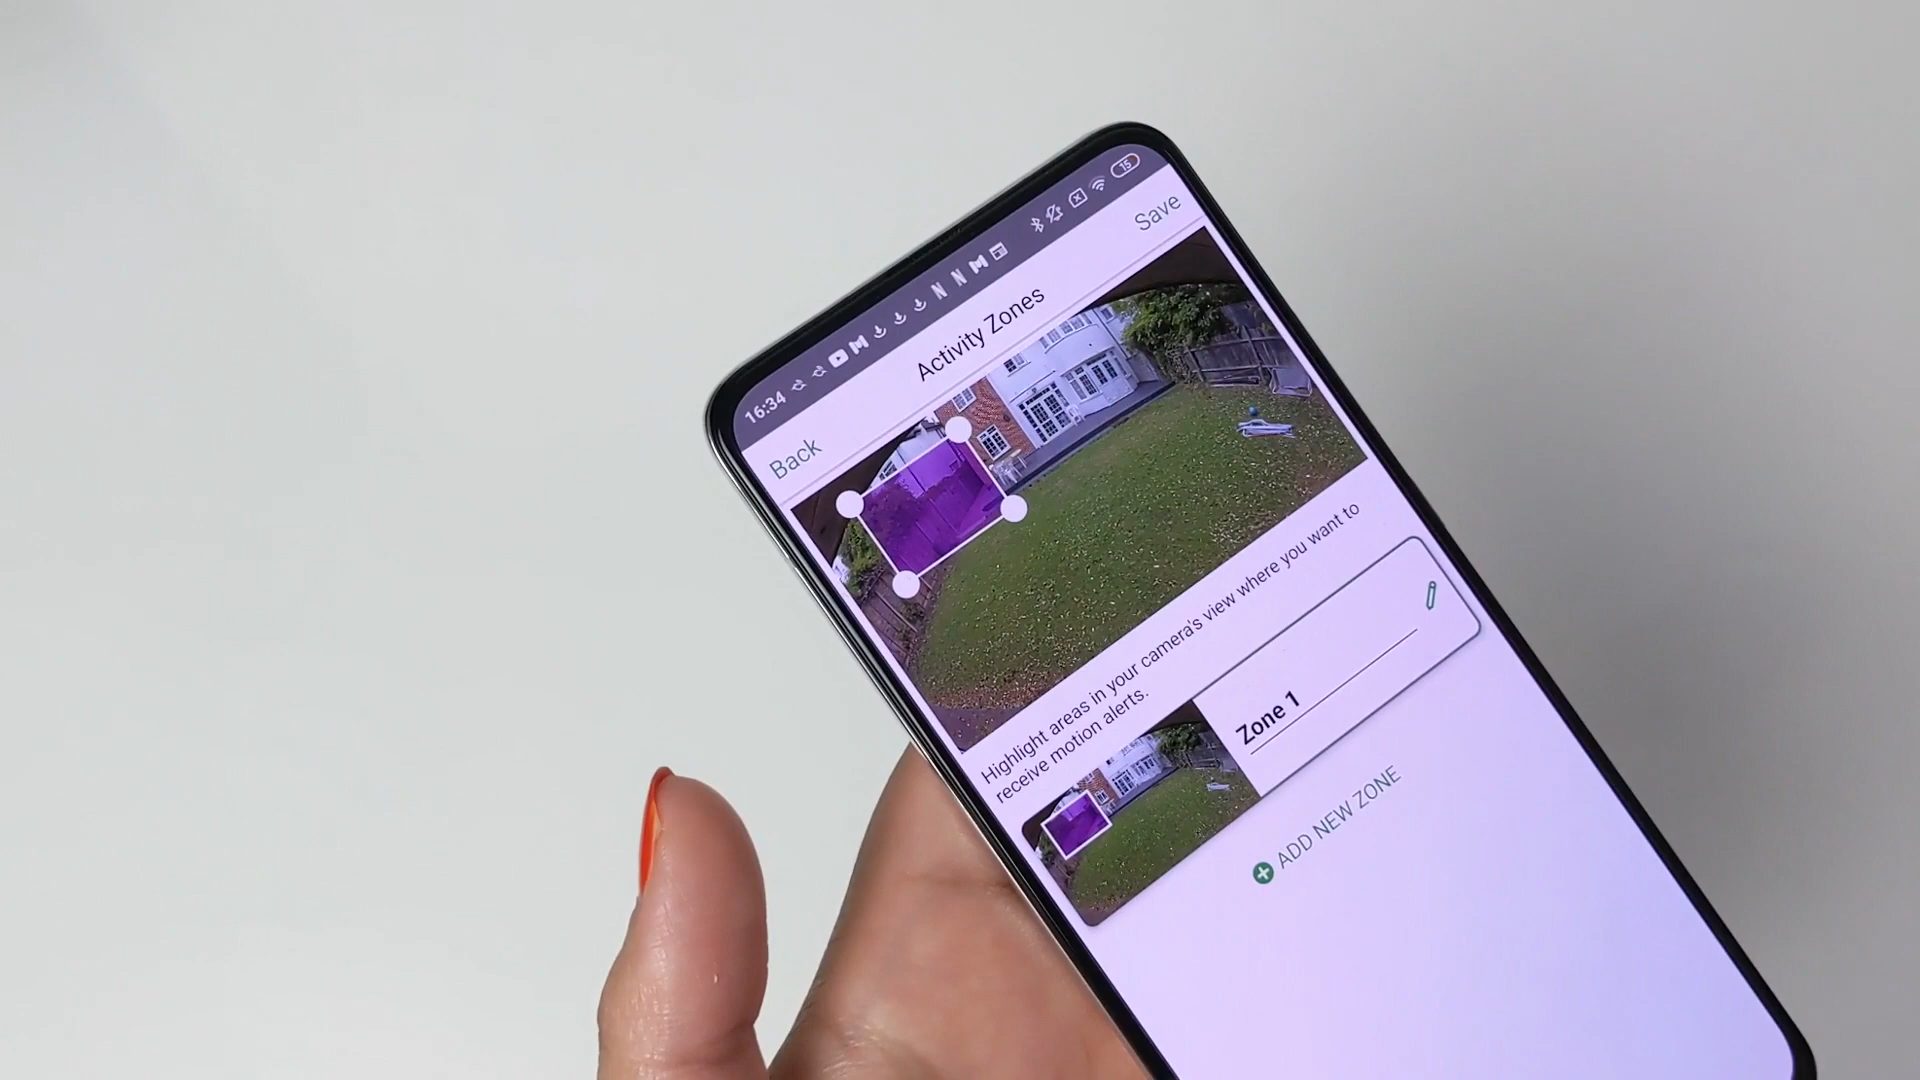 16:34
15
Back
Activity Zones
Save
Highlight areas in your camera's view where you want to
receive motion alerts.
Zone 1
ADD NEW ZONE